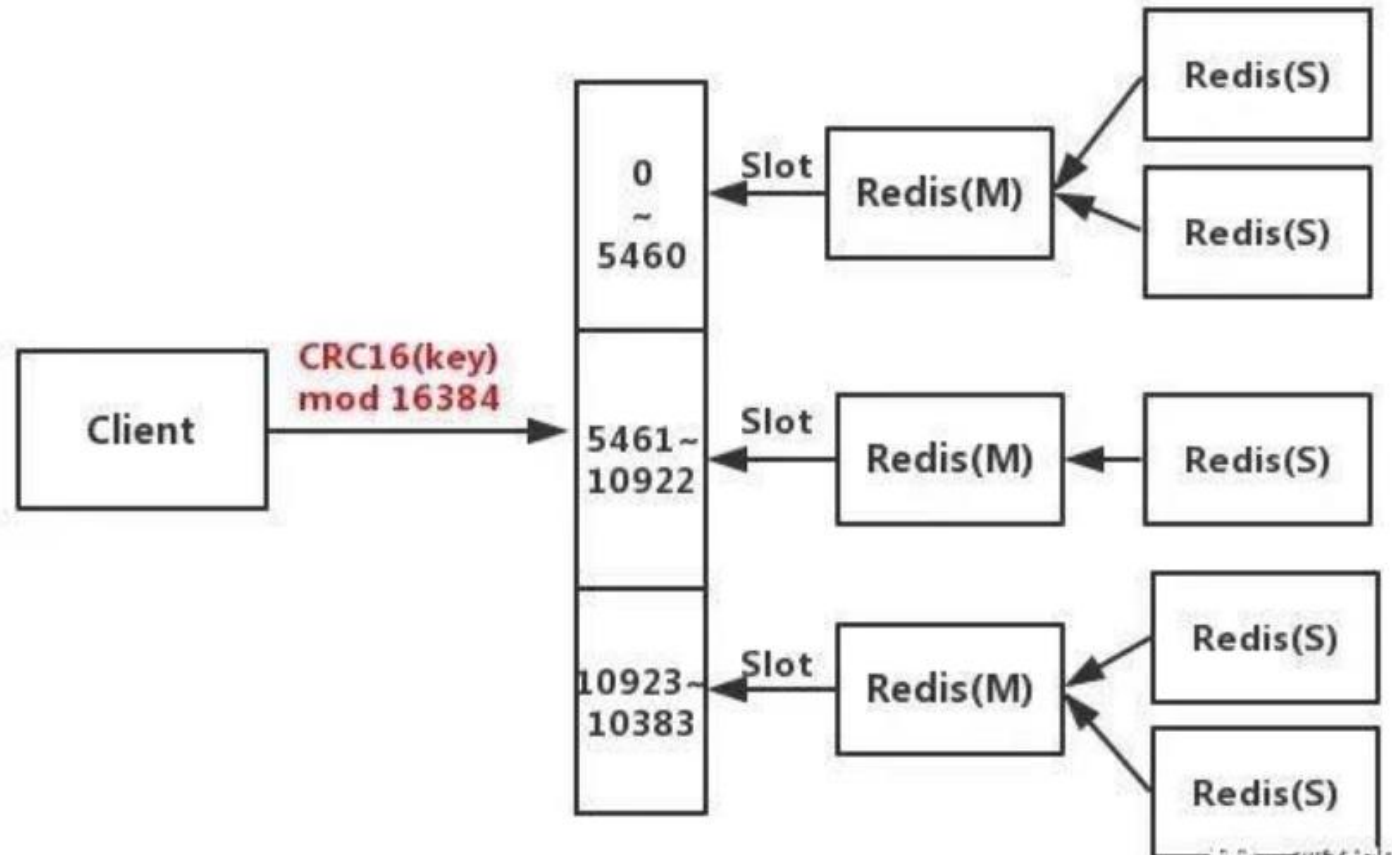 Redis(S)
Slot
Redis(M)
0
~
5460
Redis(S)
CRC16(key)
mod 16384
Client
Slot
5461~
10922
Redis(M)
Redis(S)
Redis(S)
Slot
10923~
10383
Redis(M)
Redis(S)